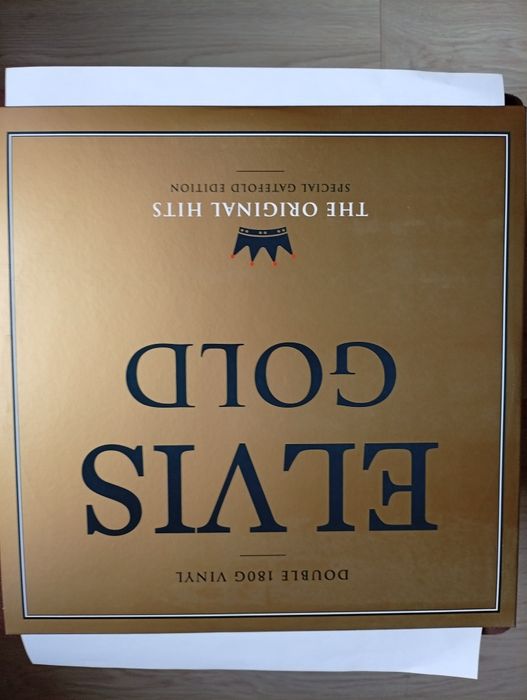 DOUBLE 180G VINYL
ELVIS
GOLD
THE ORIGINAL HITS
SPECIAL GATEFOLD EDITION